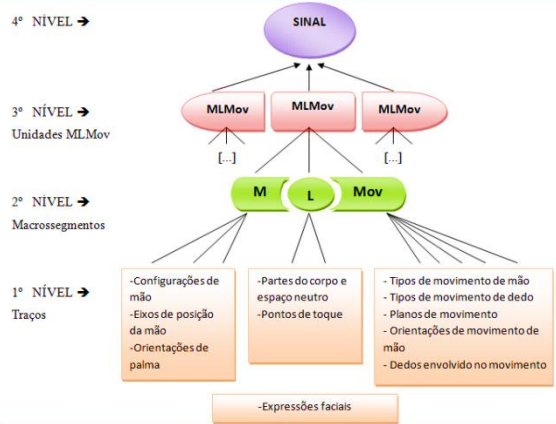 4º NÍVEL ➔
SINAL
3º NÍVEL ➔
Unidades MLMov
MLMov
MLMov
MLMov
[...]
[...]
2º NÍVEL ➔
Macrossegmentos
M
L
Mov
1º NÍVEL ➔
Traços
-Configurações de
mão
-Eixos de posição
da mão
-Orientações de
palma
-Partes do corpo e
espaço neutro
-Pontos de toque
- Tipos de movimento de mão
- Tipos de movimento de dedo
- Planos de movimento
- Orientações de movimento de
mão
- Dedos envolvido no movimento
-Expressões faciais